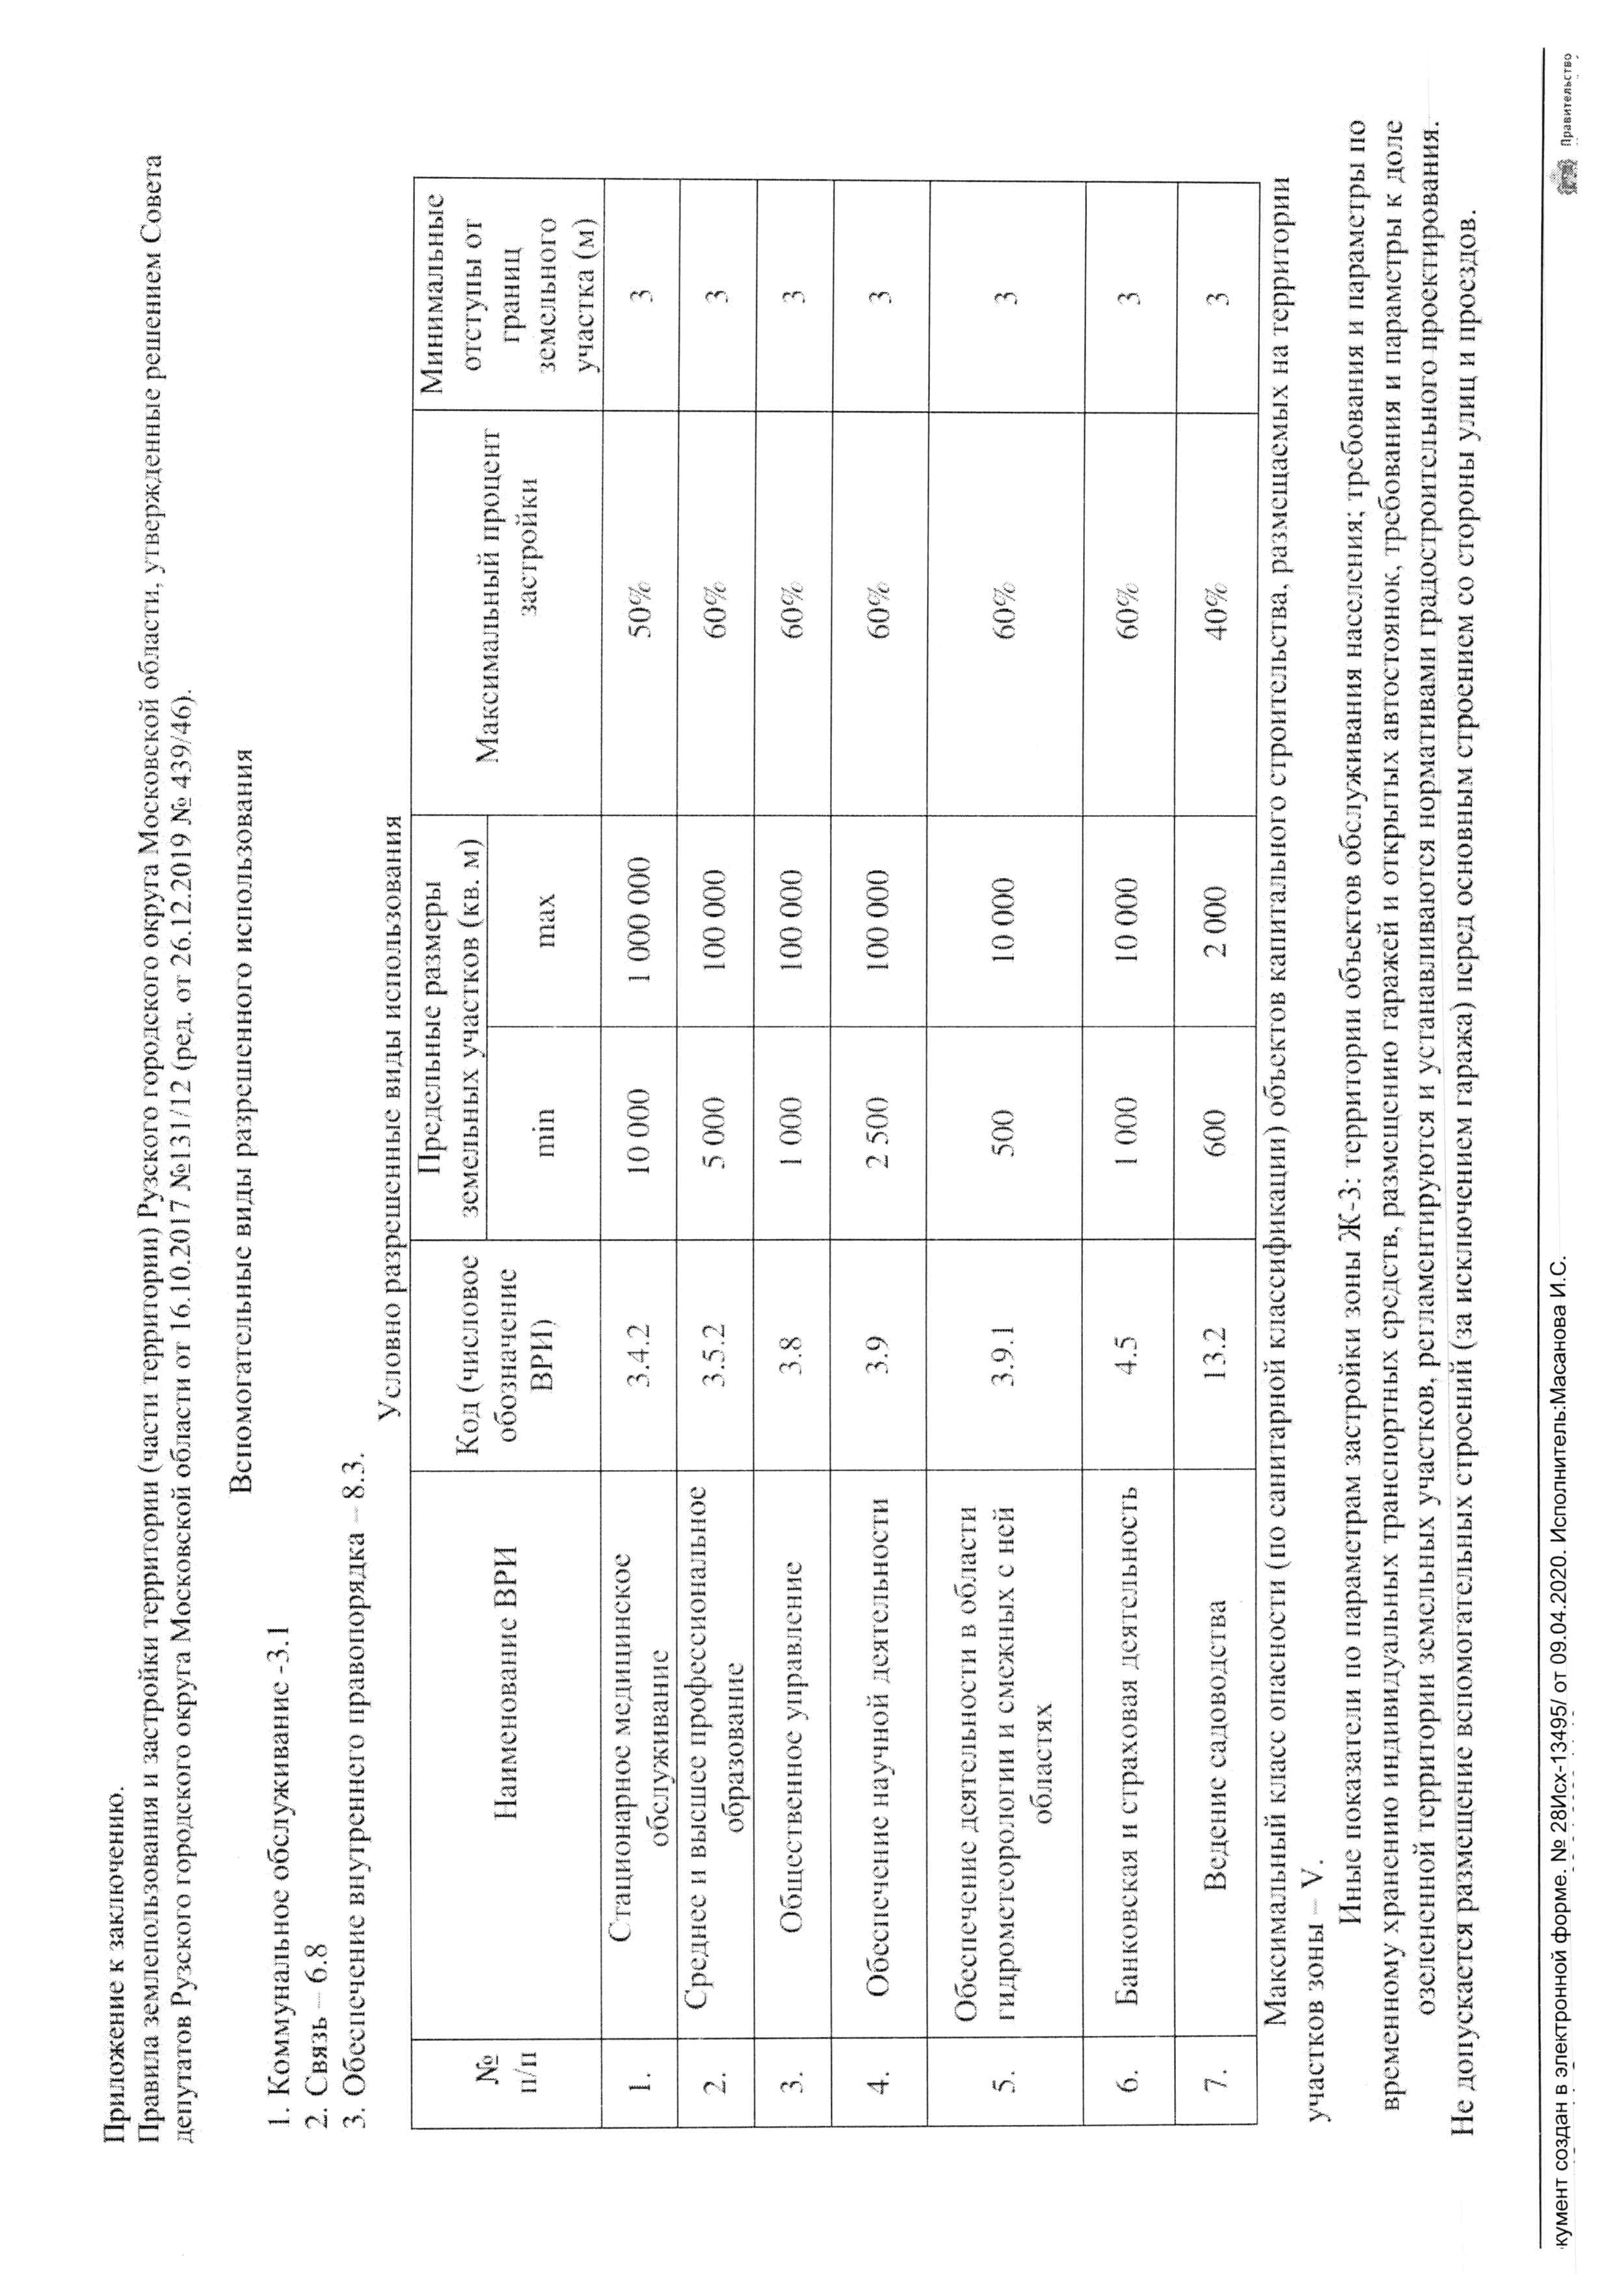 Приложение к заключению.
Правила землепользования и застройки территории (части территории) Рузского городского округа Московской области, утвержденные решением Совета
депутатов Рузского городского округа Московской области от 16.10.2017 №131/12 (ред. от 26.12.2019 № 439/46).
Вспомогательные виды разрешенного использования
1. Коммунальное обслуживание -3.1
2. Связь – 6.8
3. Обеспечение внутреннего правопорядка – 8.3.
Условно разрешенные виды использования
№ п/п Наименование ВРИ Код (числовое обозначение ВРИ) Предельные размеры земельных участков (кв. м) Максимальный процент застройки Минимальные отступы от границ земельного участка (м)
min max
1. Стационарное медицинское обслуживание 3.4.2 10 000 1 000 000 50% 3
2. Среднее и высшее профессиональное образование 3.5.2 5 000 100 000 60% 3
3. Общественное управление 3.8 1 000 100 000 60% 3
4. Обеспечение научной деятельности 3.9 2 500 100 000 60% 3
5. Обеспечение деятельности в области гидрометеорологии и смежных с ней областях 3.9.1 500 10 000 60% 3
6. Банковская и страховая деятельность 4.5 1 000 10 000 60% 3
7. Ведение садоводства 13.2 600 2 000 40% 3
Максимальный класс опасности (по санитарной классификации) объектов капитального строительства, размещаемых на территории
участков зоны – V.
Иные показатели по параметрам застройки зоны Ж-3: территории объектов обслуживания населения; требования и параметры по
временному хранению индивидуальных транспортных средств, размещению гаражей и открытых автостоянок, требования и параметры к доле
озелененной территории земельных участков, регламентируются и устанавливаются нормативами градостроительного проектирования.
Не допускается размещение вспомогательных строений (за исключением гаража) перед основным строением со стороны улиц и проездов.
кумент создан в электронной форме. № 28Исх-13495/ от 09.04.2020. Исполнитель:Масанова И.С.
Правительство